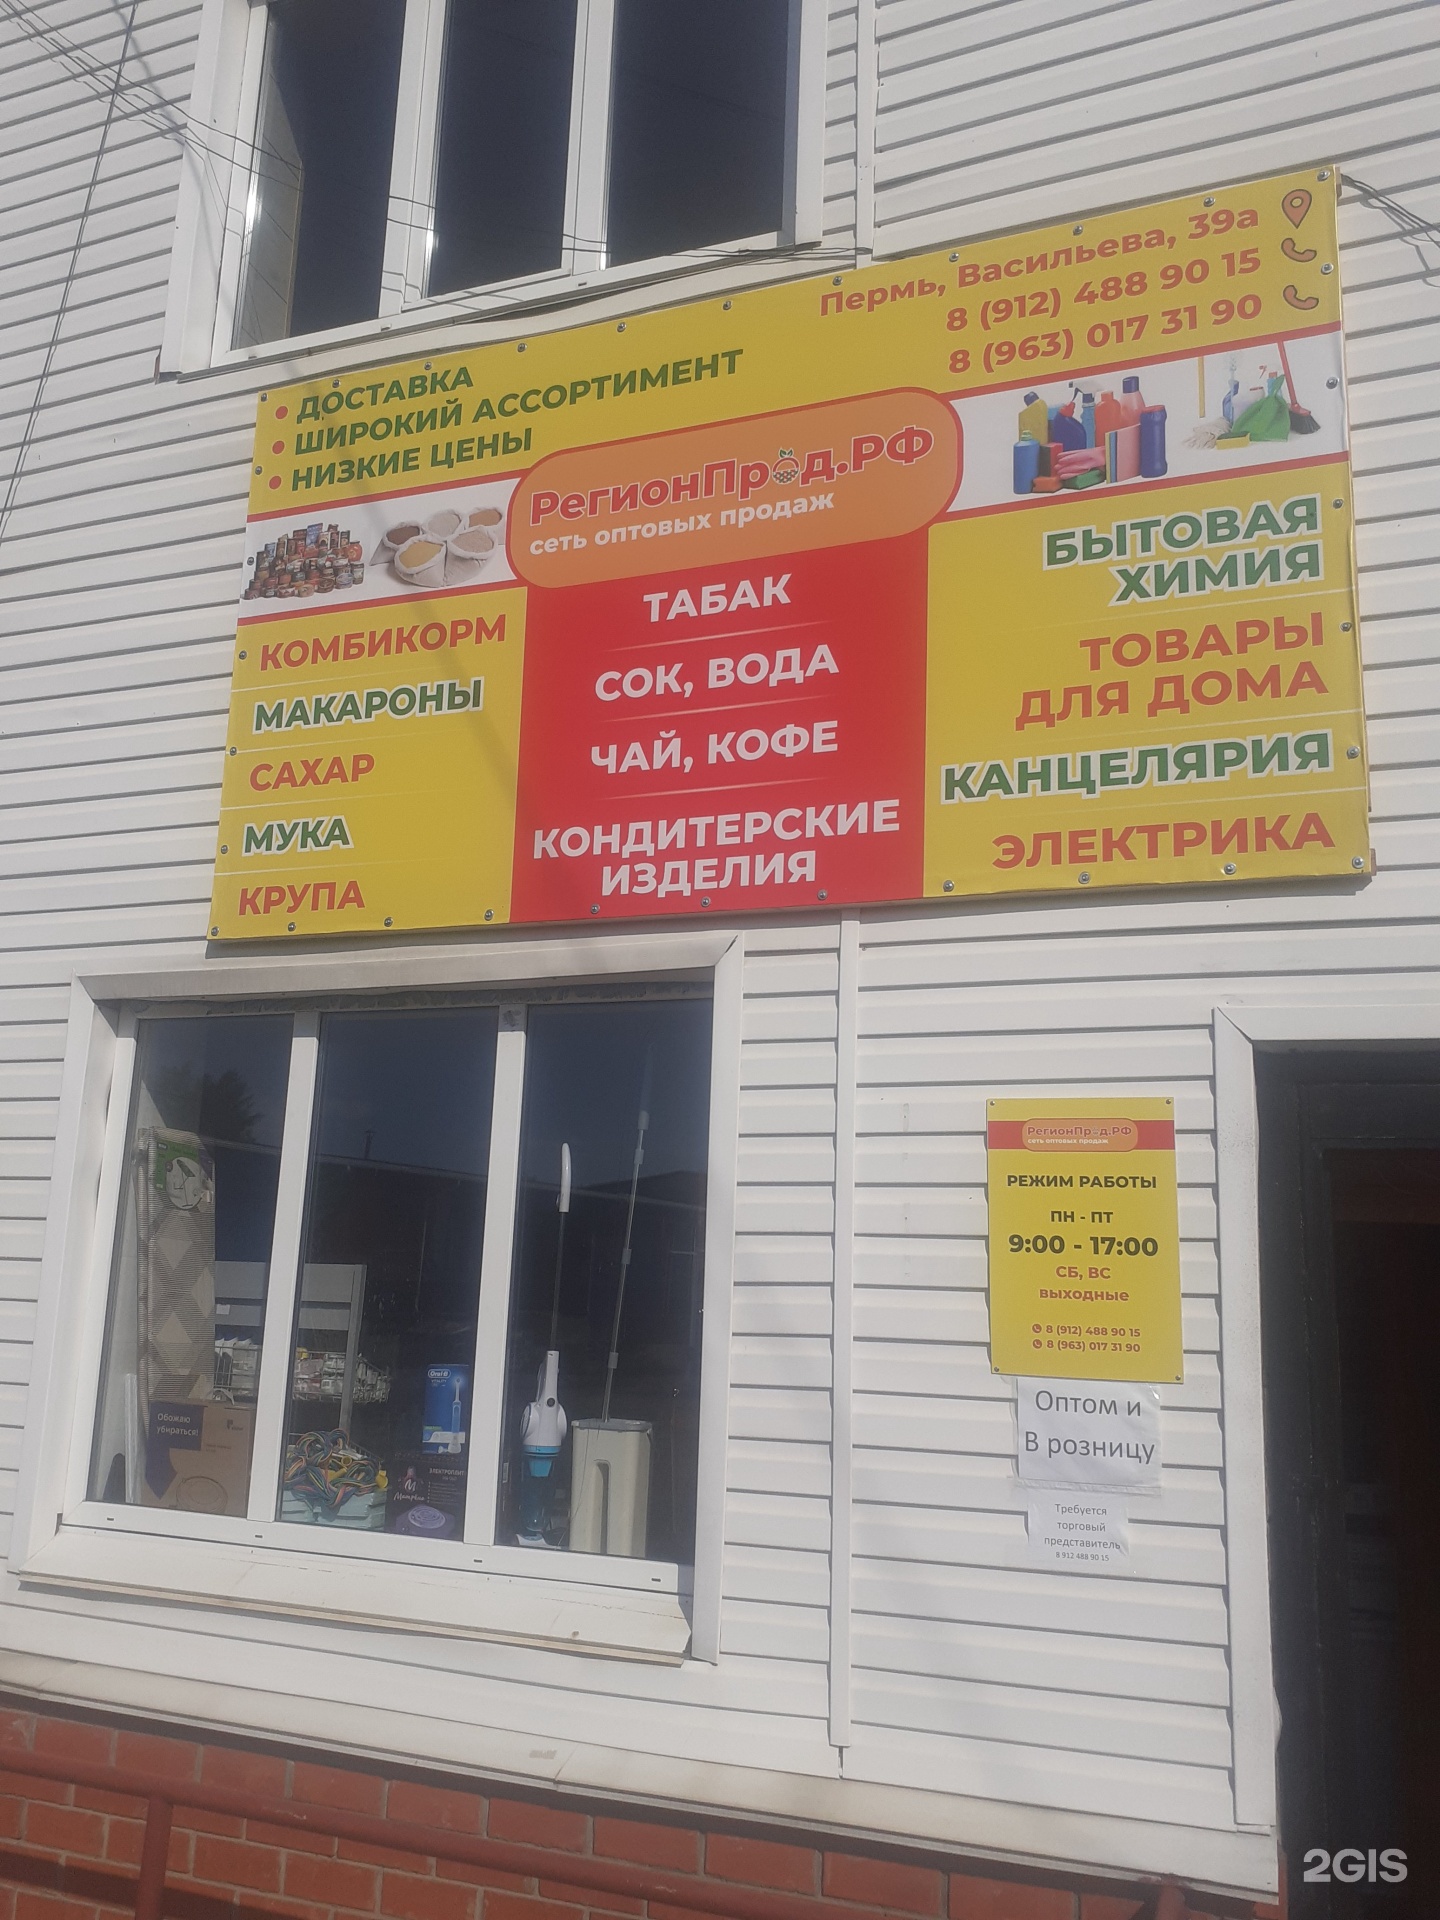 Пермь, Васильева, 39а
8 (912) 488 90 15
8 (963) 017 31 90
• ДОСТАВКА
• ШИРОКИЙ АССОРТИМЕНТ
• НИЗКИЕ ЦЕНЫ
РегионПрод.РФ
сеть оптовых продаж
КОМБИКОРМ
МАКАРОНЫ
САХАР
МУКА
КРУПА
ТАБАК
СОК, ВОДА
ЧАЙ, КОФЕ
КОНДИТЕРСКИЕ
ИЗДЕЛИЯ
БЫТОВАЯ
ХИМИЯ
ТОВАРЫ
ДЛЯ ДОМА
КАНЦЕЛЯРИЯ
ЭЛЕКТРИКА
РегионПрод.РФ
сеть оптовых продаж
РЕЖИМ РАБОТЫ
ПН - ПТ
9:00 - 17:00
СБ, ВС
выходные
8 (912) 488 90 15
8 (963) 017 31 90
Оптом и
В розницу
Требуется
торговый
представитель
8 912 488 90 15
Обожаю
убираться!
Oral-B
ЭЛЕКТРОПЛИТ
Матрёна
2GIS